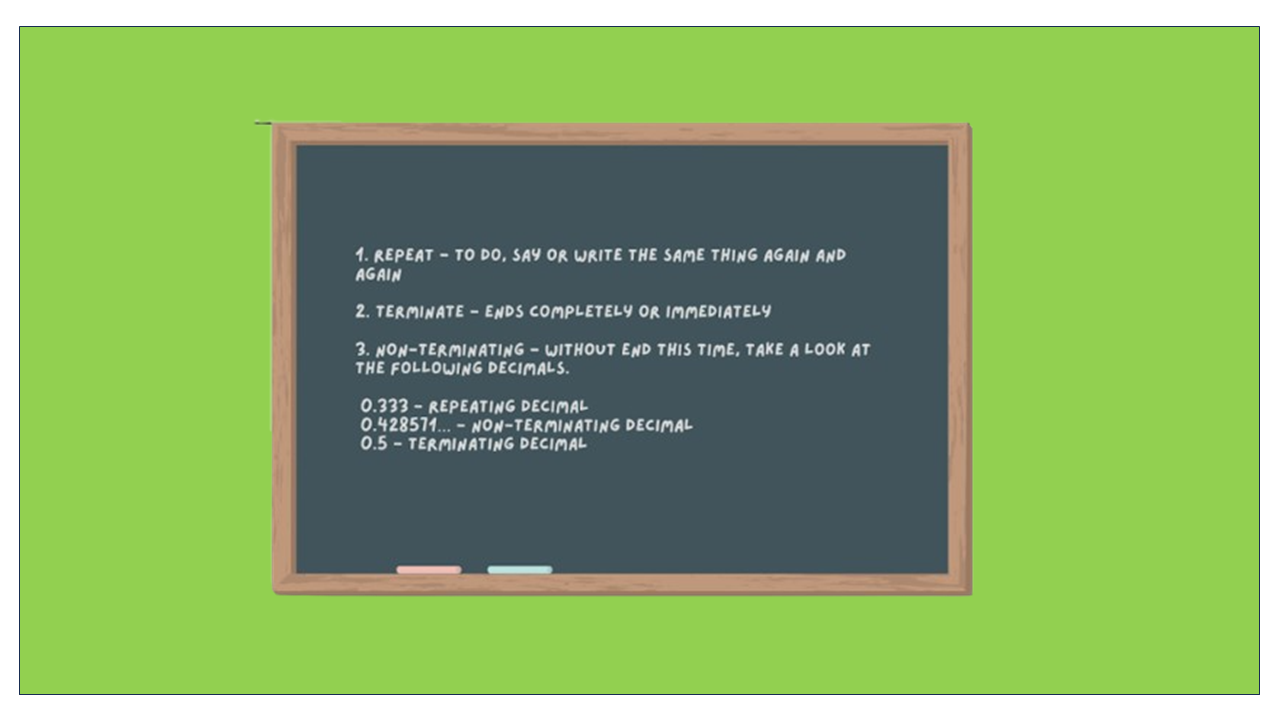 1. REPEAT – TO DO, SAY OR WRITE THE SAME THING AGAIN AND
AGAIN
2. TERMINATE – ENDS COMPLETELY OR IMMEDIATELY
3. NON-TERMINATING – WITHOUT END THIS TIME, TAKE A LOOK AT
THE FOLLOWING DECIMALS.
0.333 – REPEATING DECIMAL
0.428571... – NON-TERMINATING DECIMAL
0.5 – TERMINATING DECIMAL